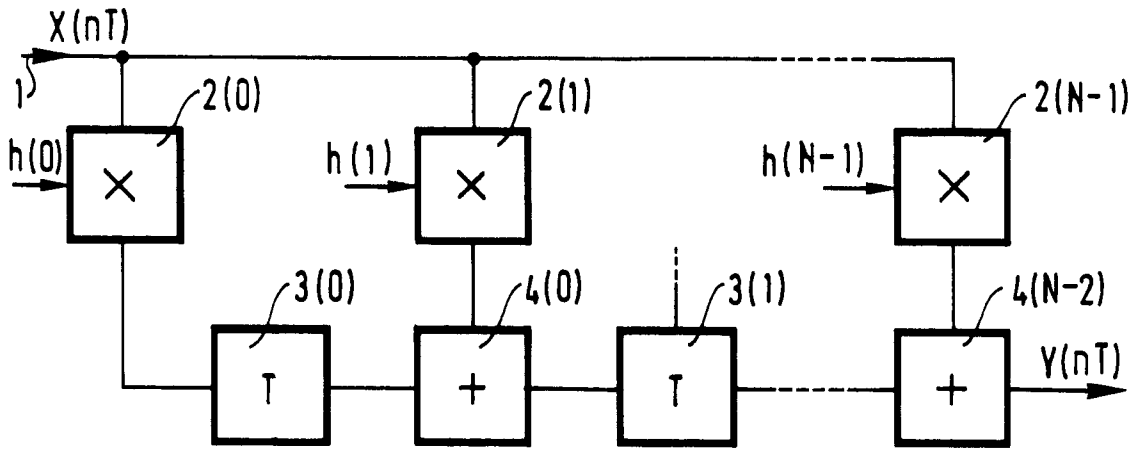 X(nT)
1
2(0)
2(1)
2(N-1)
h(0)
×
h(1)
×
h(N-1)
×
3(0)
4(0)
3(1)
4(N-2)
T
+
T
+
Y(nT)